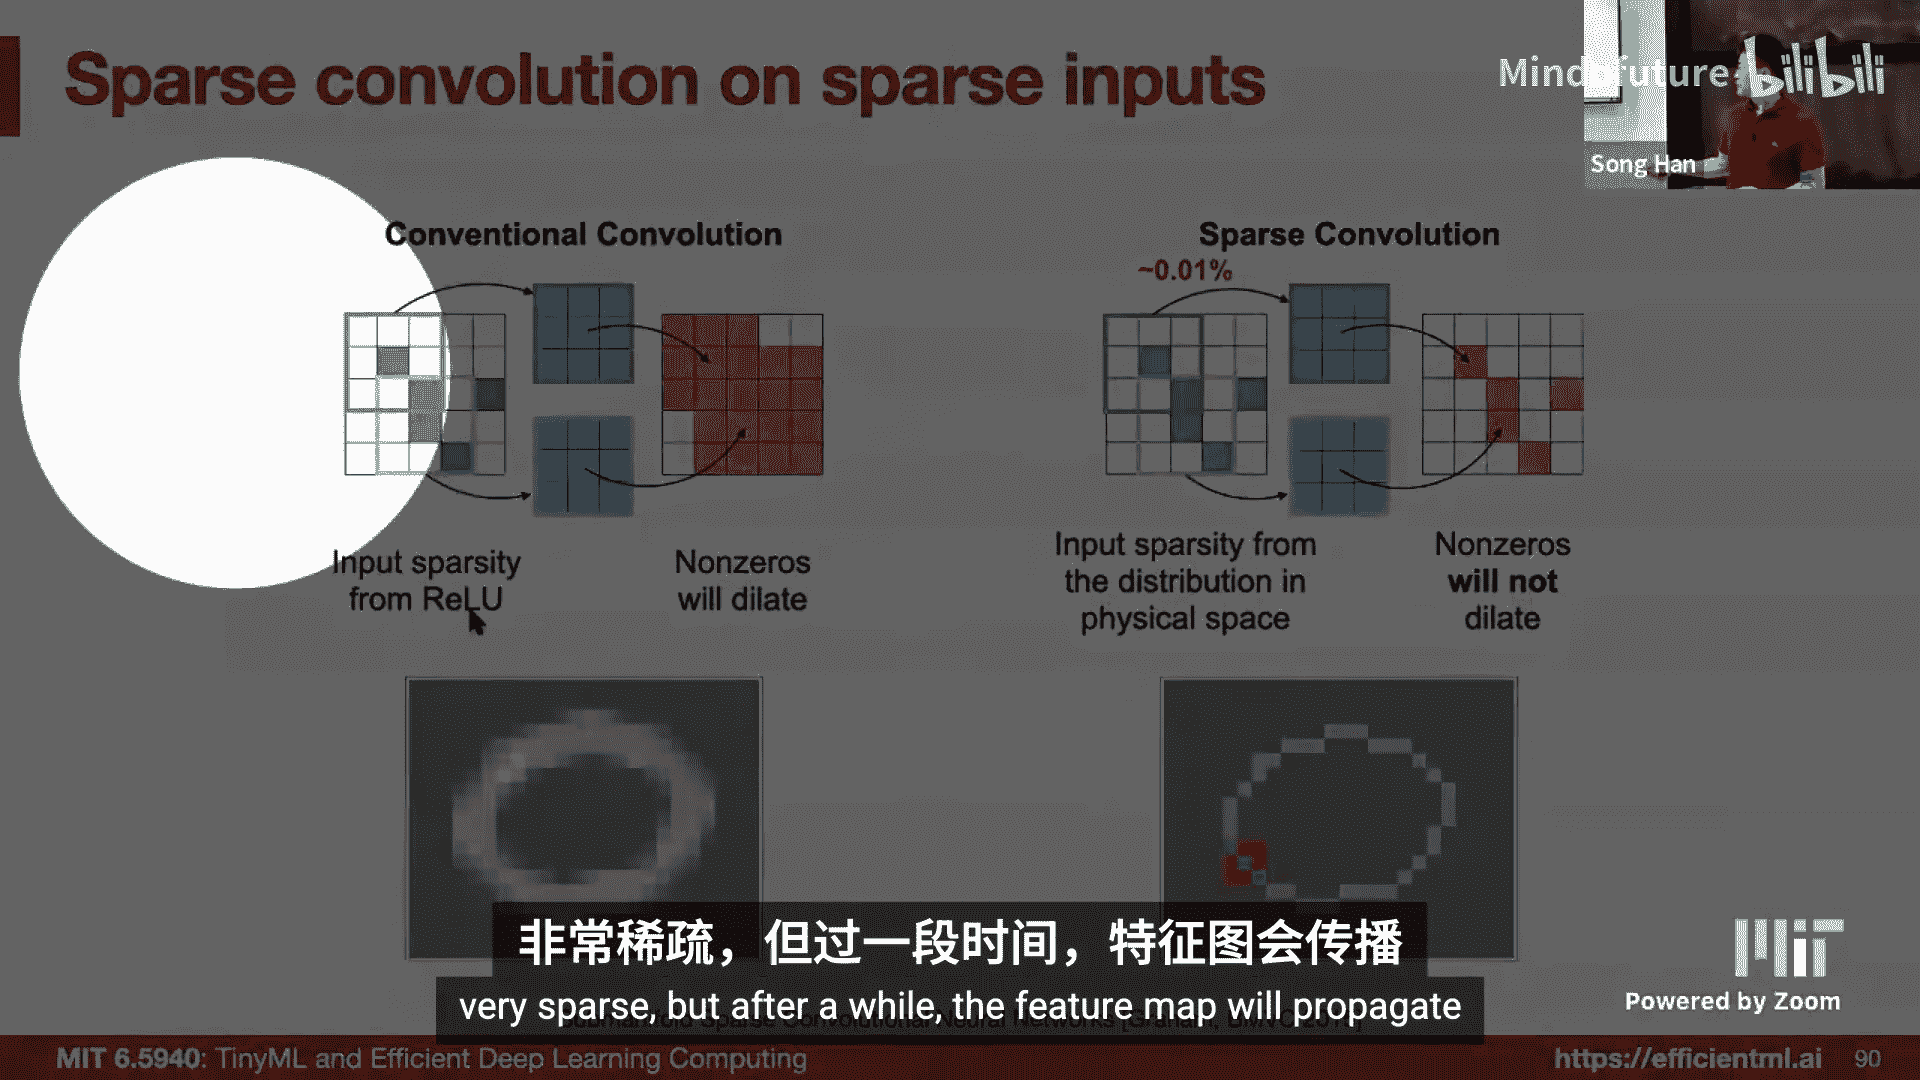 Sparse convolution on sparse inputs
bilibili
Song Han
Conventional Convolution
Sparse Convolution
~0.01%
Input sparsity
from ReLU
Nonzeros
will dilate
Input sparsity from
the distribution in
physical space
Nonzeros
will not
dilate
非常稀疏，但过一段时间，特征图会传播
very sparse, but after a while, the feature map will propagate
MIT
Powered by Zoom
MIT 6.5940: TinyML and Efficient Deep Learning Computing
https://efficientml.ai
90